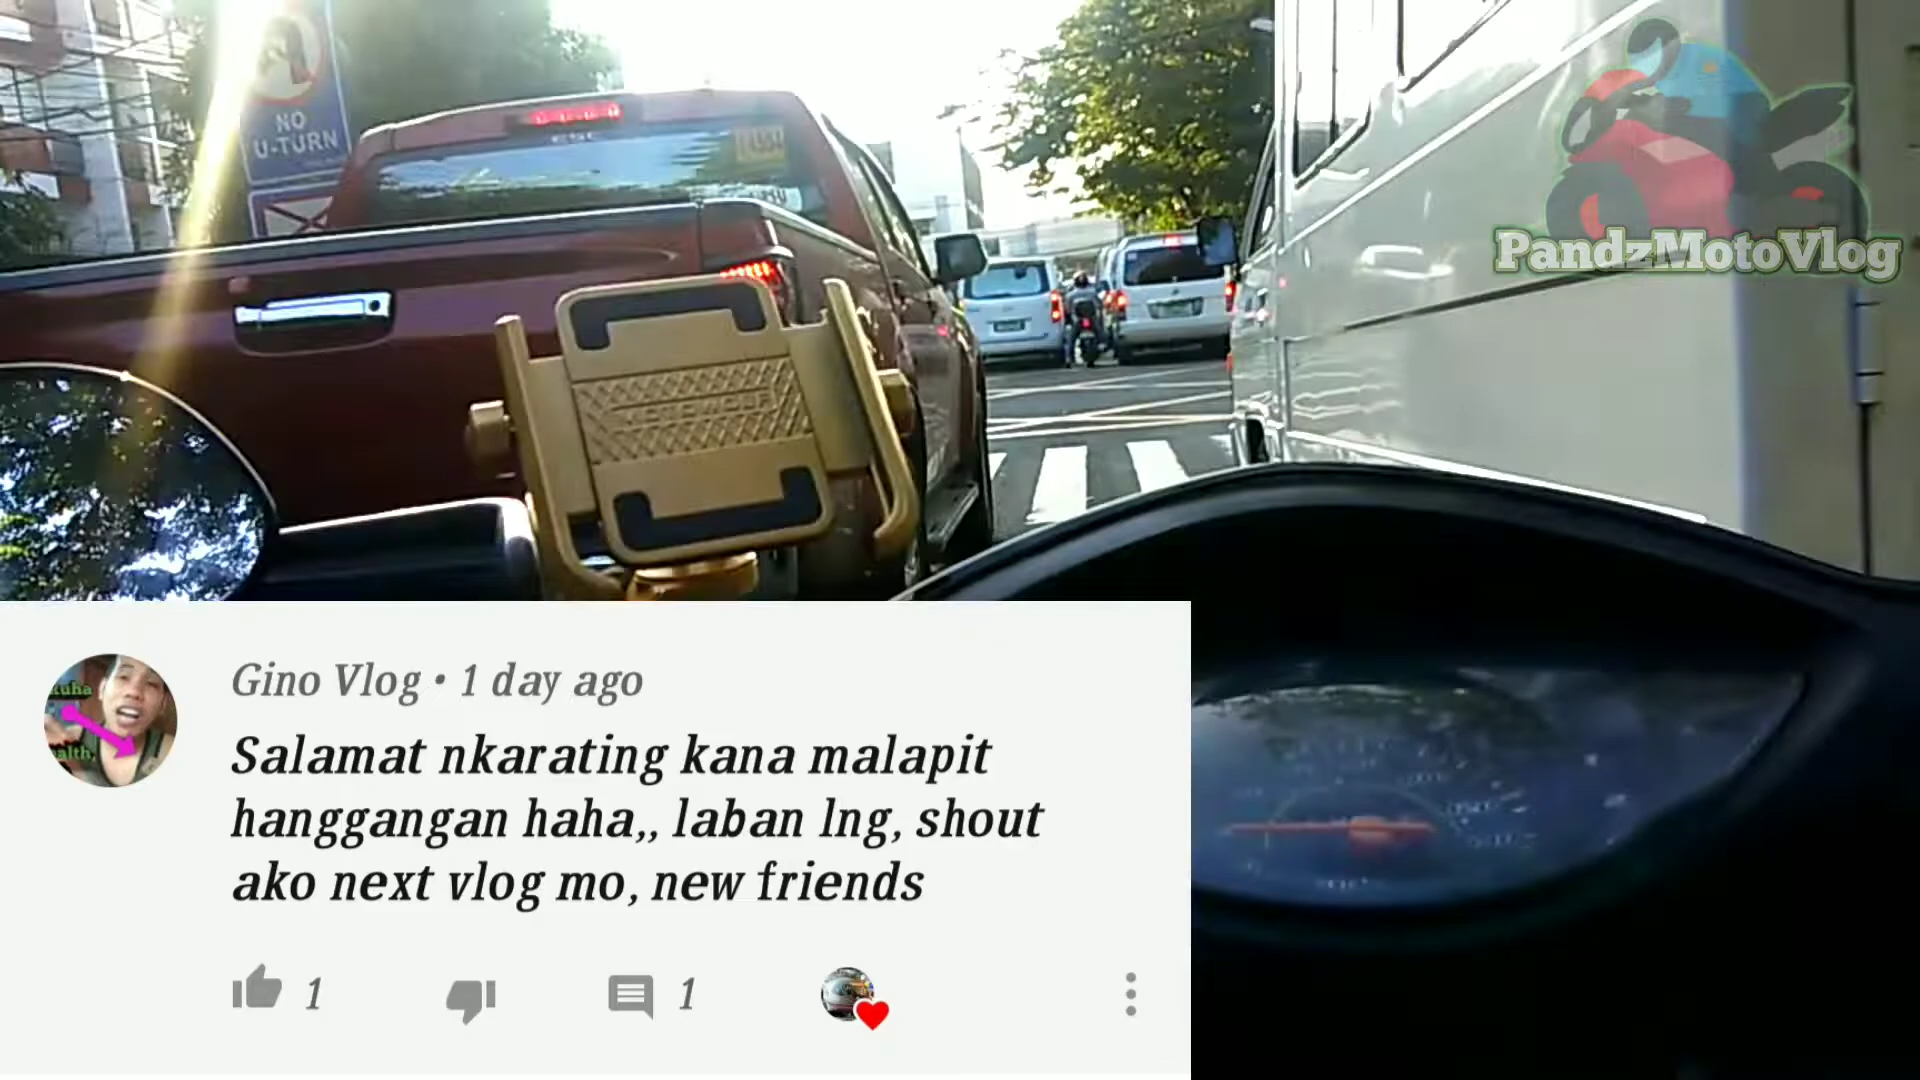 NO
U-TURN
PandzMotoVlog
MOTOWOLF
Gino Vlog • 1 day ago
Salamat nkarating kana malapit
hanggangan haha,, laban lng, shout
ako next vlog mo, new friends
1
1